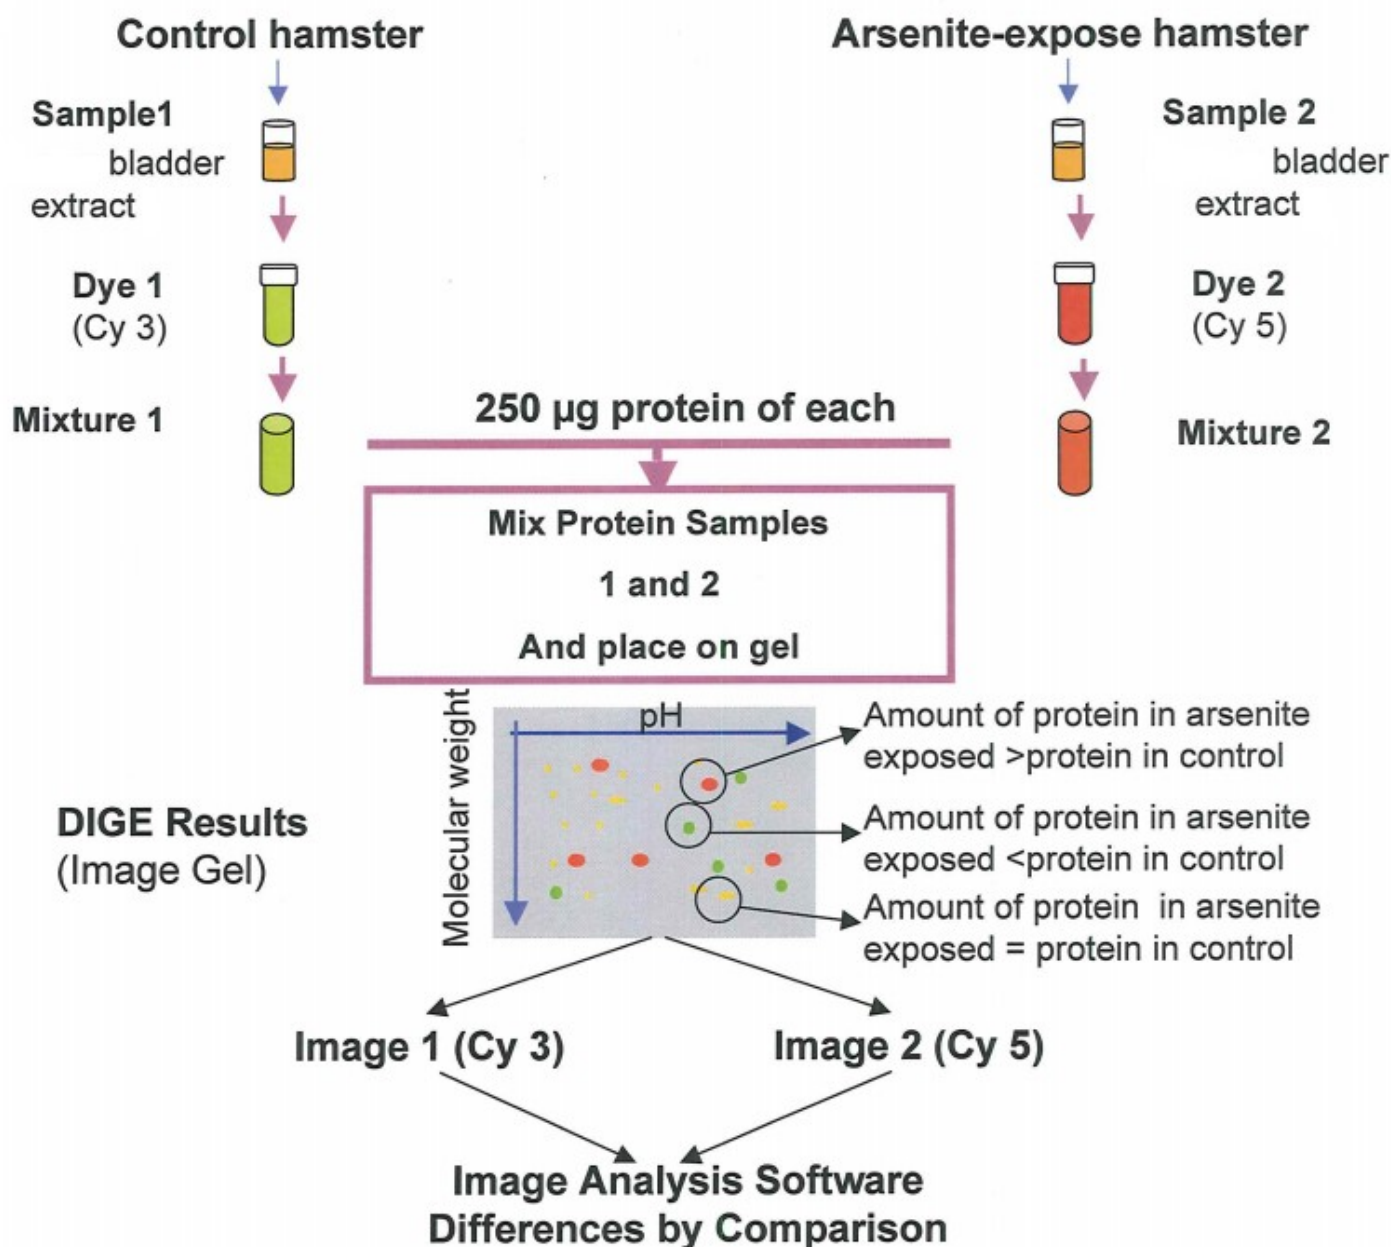 Control hamster
Arsenite-expose hamster
Sample1
bladder
extract
Sample 2
bladder
extract
Dye 1
(Cy 3)
Dye 2
(Cy 5)
Mixture 1
250 µg protein of each
Mixture 2
Mix Protein Samples
1 and 2
And place on gel
Molecular weight
pH
Amount of protein in arsenite
exposed >protein in control
Amount of protein in arsenite
exposed <protein in control
Amount of protein in arsenite
exposed = protein in control
DIGE Results
(Image Gel)
Image 1 (Cy 3)
Image 2 (Cy 5)
Image Analysis Software
Differences by Comparison